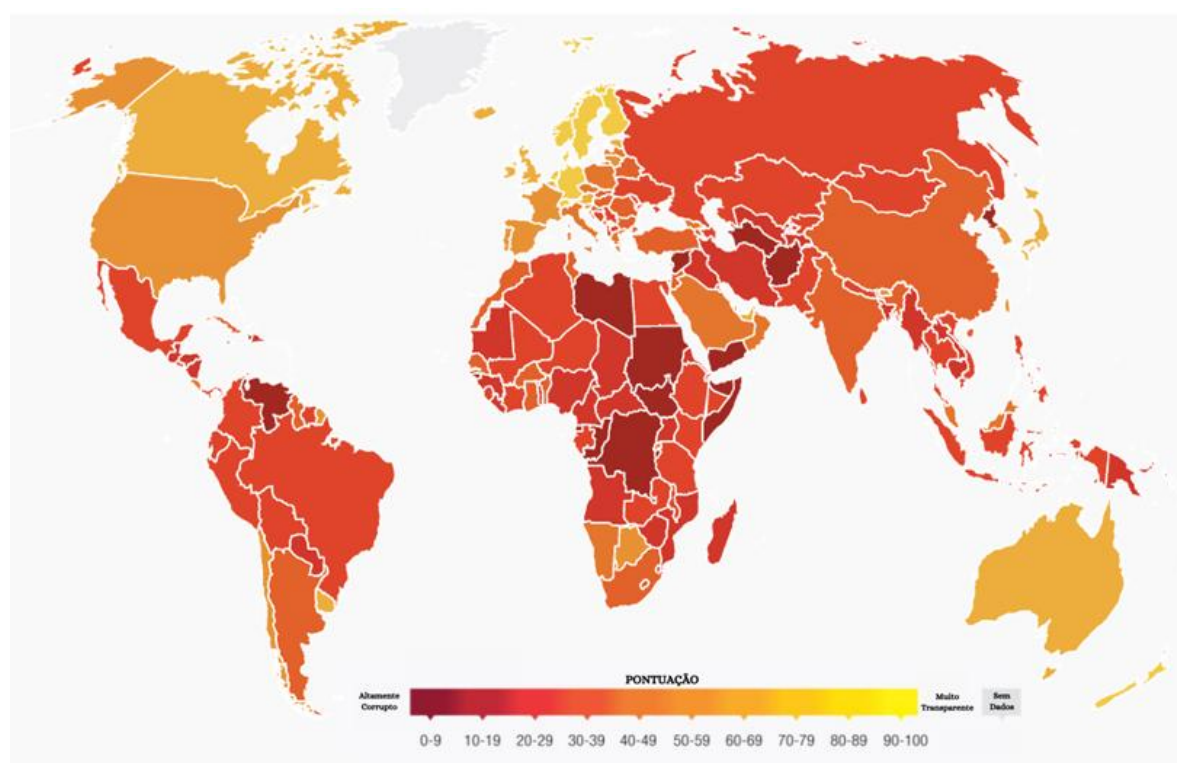 PONTUAÇÃO
Altamente
Corrupto
Muito
Transparente
Sem
Dados
0-9 10-19 20-29 30-39 40-49 50-59 60-69 70-79 80-89 90-100